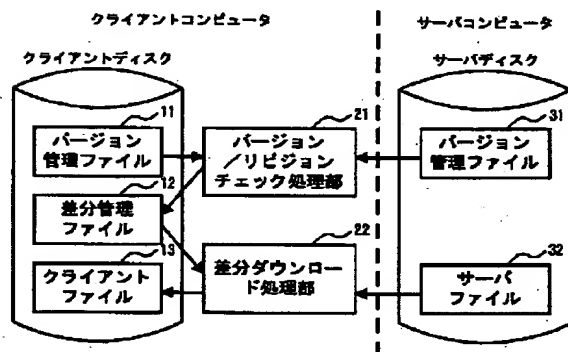 クライアントコンピュータ
サーバコンピュータ
クライアントディスク
サーバディスク
11
バージョン
管理ファイル
12
差分管理
ファイル
13
クライアント
ファイル
21
バージョン
/リビジョン
チェック処理部
22
差分ダウンロー
ド処理部
31
バージョン
管理ファイル
32
サーバ
ファイル